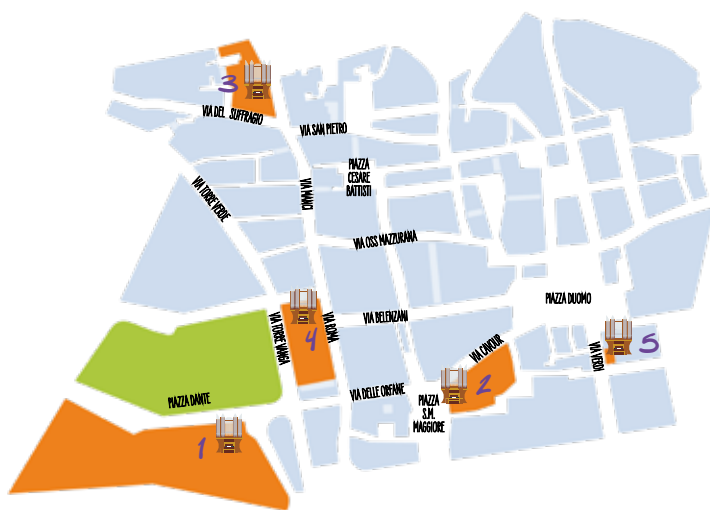 3
VIA DEL SUFFRAGIO
VIA SAN PIETRO
PIAZZA
CESARE
BATTISTI
VIA TORRE VERDE
VIA MANCI
VIA OSS MAZZURANA
PIAZZA DUOMO
VIA TORRE VANGA
4
VIA ROMA
VIA BELENZANI
VIA CAVOUR
VIA VERDI
5
PIAZZA DANTE
VIA DELLE ORFANE
PIAZZA
S.M.
MAGGIORE
2
1